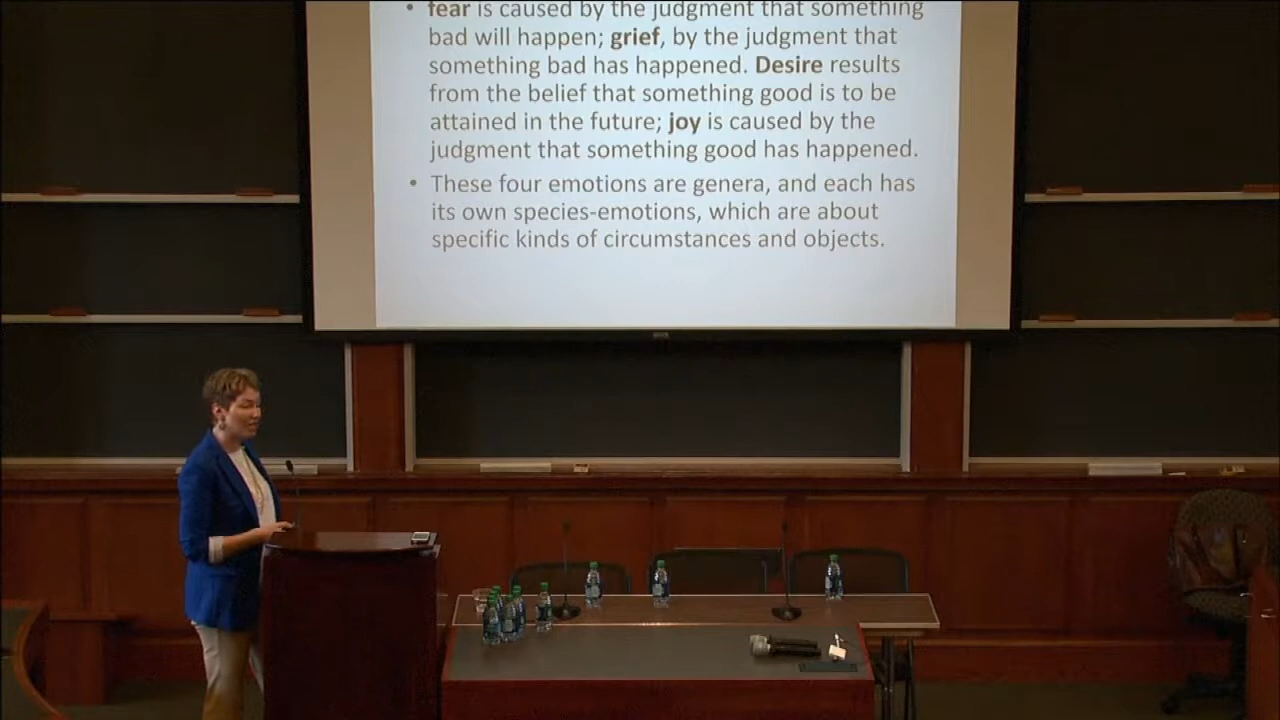 • fear is caused by the judgment that something
bad will happen; grief, by the judgment that
something bad has happened. Desire results
from the belief that something good is to be
attained in the future; joy is caused by the
judgment that something good has happened.
• These four emotions are genera, and each has
its own species-emotions, which are about
specific kinds of circumstances and objects.